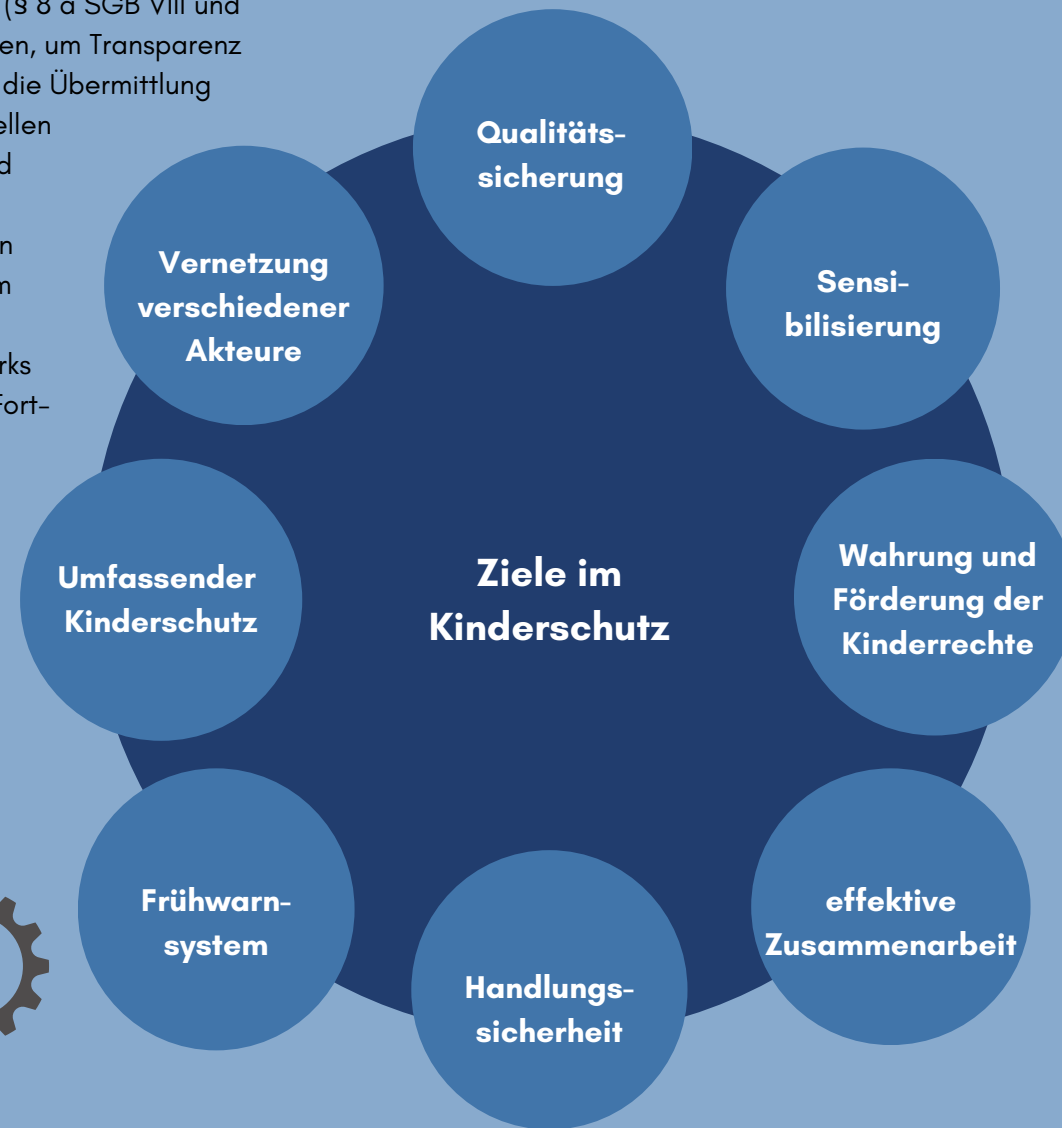 (§ 8 a SGB VIII und
en, um Transparenz
die Übermittlung
ellen
d
n
m
rks
Fort-
Qualitäts-
sicherung
Sensi-
bilisierung
Wahrung und
Förderung der
Kinderrechte
effektive
Zusammenarbeit
Handlungs-
sicherheit
Frühwarn-
system
Umfassender
Kinderschutz
Vernetzung
verschiedener
Akteure
Ziele im
Kinderschutz